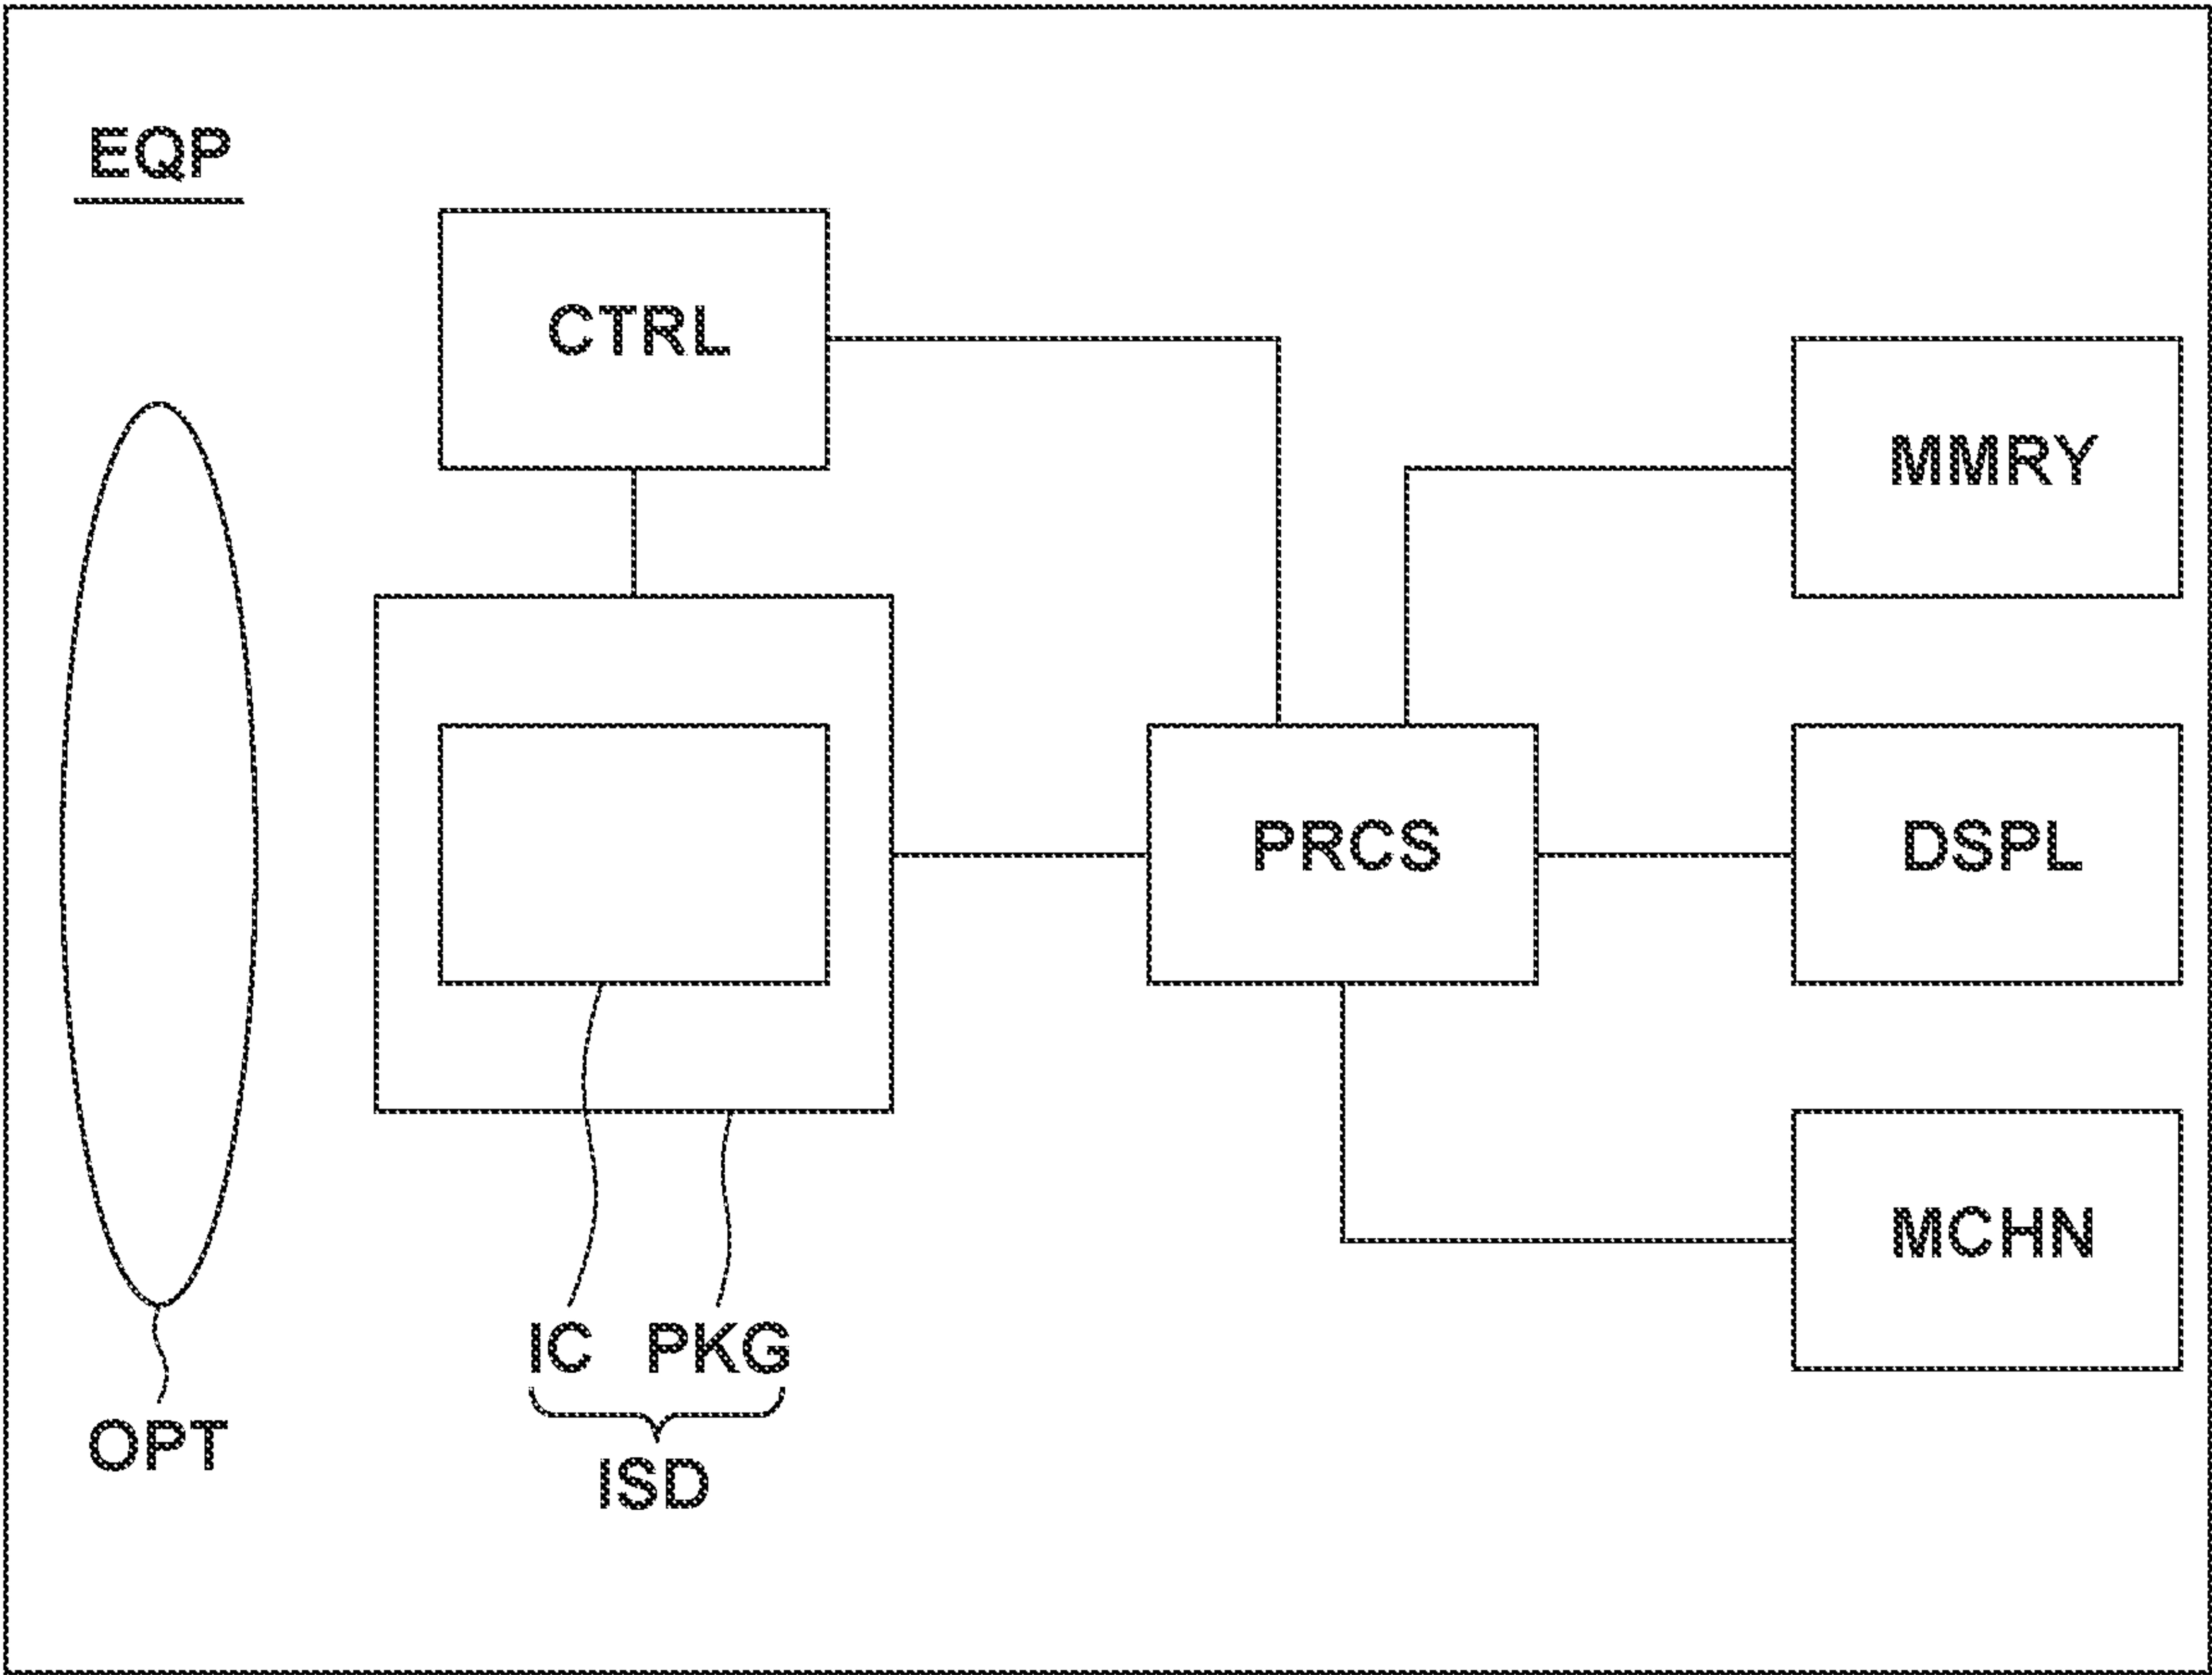 EQP
CTRL
MMRY
PRCS
DSPL
MCHN
IC PKG
OPT
ISD